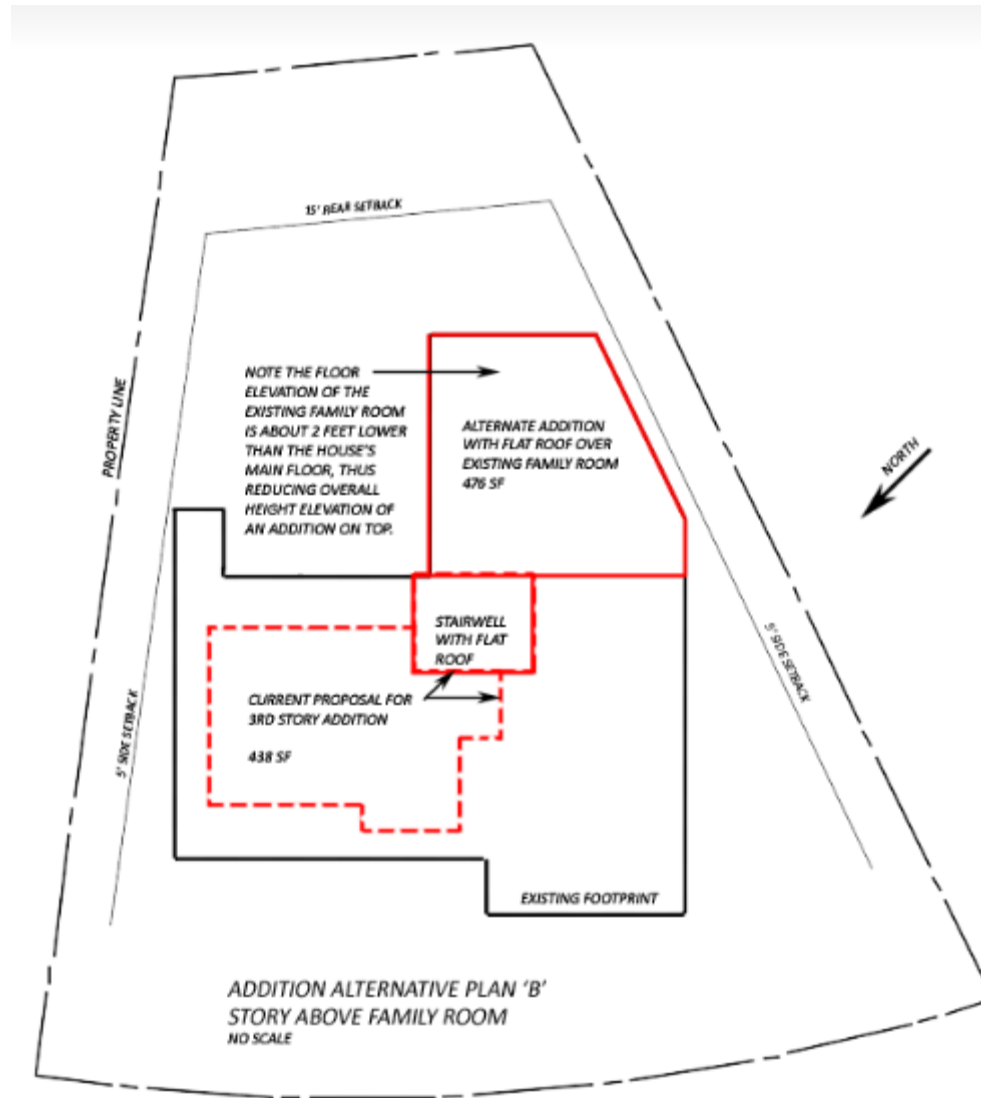 15' REAR SETBACK
PROPERTY LINE
NOTE THE FLOOR
ELEVATION OF THE
EXISTING FAMILY ROOM
IS ABOUT 2 FEET LOWER
THAN THE HOUSE'S
MAIN FLOOR, THUS
REDUCING OVERALL
HEIGHT ELEVATION OF
AN ADDITION ON TOP.
ALTERNATE ADDITION
WITH FLAT ROOF OVER
EXISTING FAMILY ROOM
476 SF
NORTH
STAIRWELL
WITH FLAT
ROOF
5' SIDE SETBACK
CURRENT PROPOSAL FOR
3RD STORY ADDITION
438 SF
5' SIDE SETBACK
EXISTING FOOTPRINT
ADDITION ALTERNATIVE PLAN 'B'
STORY ABOVE FAMILY ROOM
NO SCALE